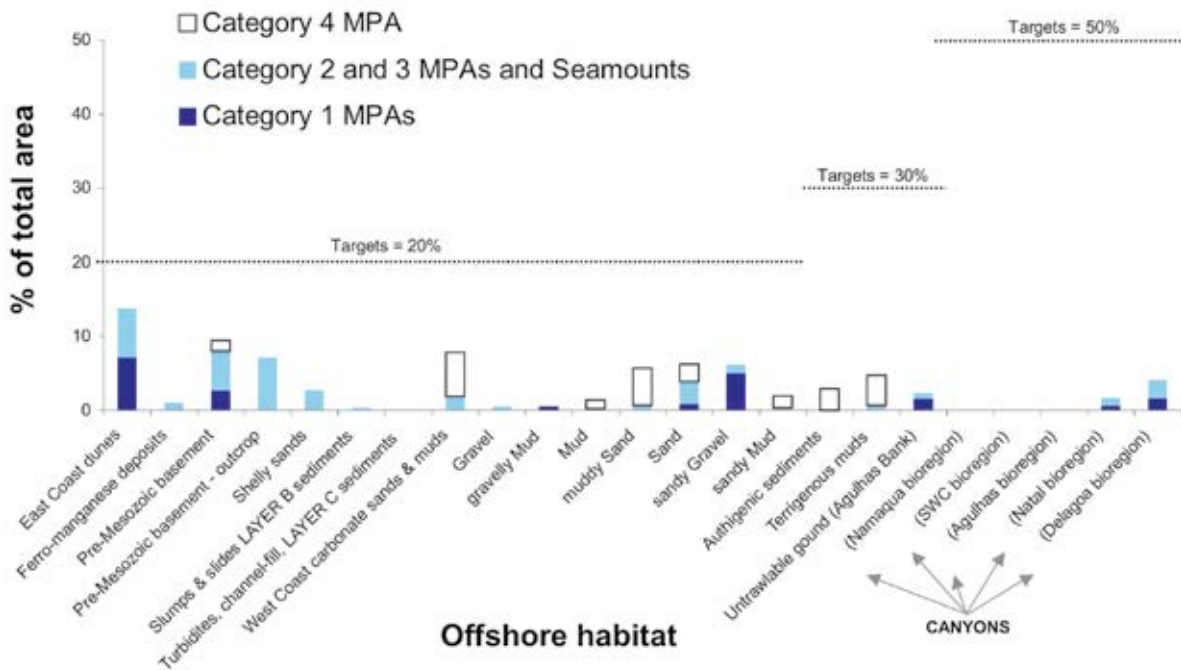 Category 4 MPA
Category 2 and 3 MPAs and Seamounts
Category 1 MPAs
Targets = 50%
Targets = 30%
Targets = 20%
% of total area
50
40
30
20
10
0
East Coast dunes
Ferro-manganese deposits
Pre-Mesozoic basement
Pre-Mesozoic basement - outcrop
Shelly sands
Slumps & slides LAYER B sediments
Turbidites, channel-fill, LAYER C sediments
West Coast carbonate sands & muds
Gravel
gravelly Mud
Mud
muddy Sand
Sand
sandy Gravel
sandy Mud
Authigenic sediments
Terrigenous muds
Untrawlable gound (Agulhas Bank)
(Namaqua bioregion)
(SWC bioregion)
(Agulhas bioregion)
(Natal bioregion)
(Delagoa bioregion)
CANYONS
Offshore habitat